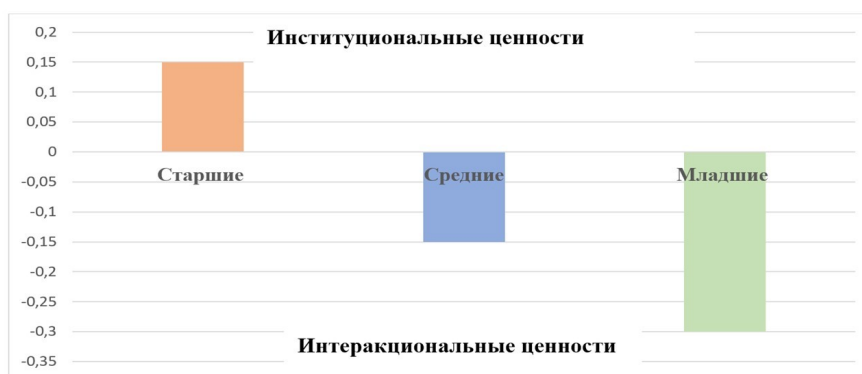 Институциональные ценности
0,2
0,15
0,1
0,05
0
-0,05
-0,1
-0,15
-0,2
-0,25
-0,3
-0,35
Старшие
Средние
Младшие
Интеракциональные ценности